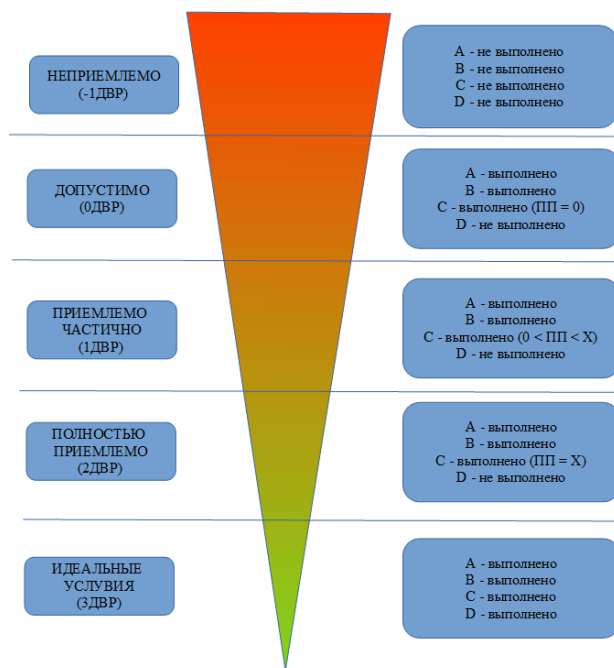 НЕПРИЕМЛЕМО
(-1ДВР)
A - не выполнено
B - не выполнено
C - не выполнено
D - не выполнено
ДОПУСТИМО
(0ДВР)
A - выполнено
B - выполнено
C - выполнено (ПП = 0)
D - не выполнено
ПРИЕМЛЕМО
ЧАСТИЧНО
(1ДВР)
A - выполнено
B - выполнено
C - выполнено (0 < ПП < X)
D - не выполнено
ПОЛНОСТЬЮ
ПРИЕМЛЕМО
(2ДВР)
A - выполнено
B - выполнено
C - выполнено (ПП = X)
D - не выполнено
ИДЕАЛЬНЫЕ
УСЛУВИЯ
(3ДВР)
A - выполнено
B - выполнено
C - выполнено
D - выполнено